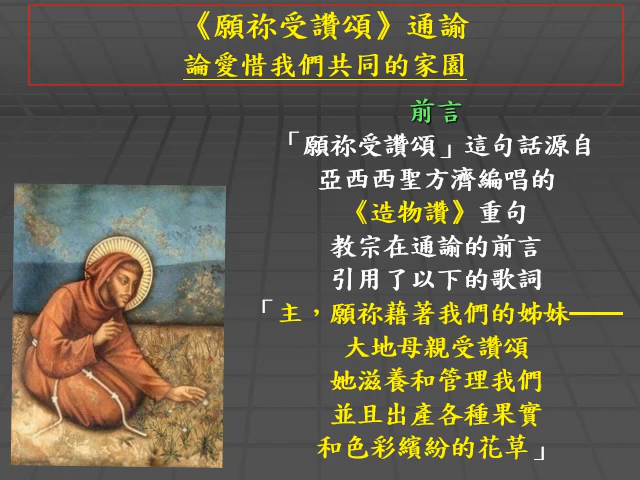 《願祢受讚頌》通諭
論愛惜我們共同的家園
前言
「願祢受讚頌」這句話源自
亞西西聖方濟編唱的
《造物讚》重句
教宗在通諭的前言
引用了以下的歌詞
「主，願祢藉著我們的姊妹——
大地母親受讚頌
她滋養和管理我們
並且出產各種果實
和色彩繽紛的花草」